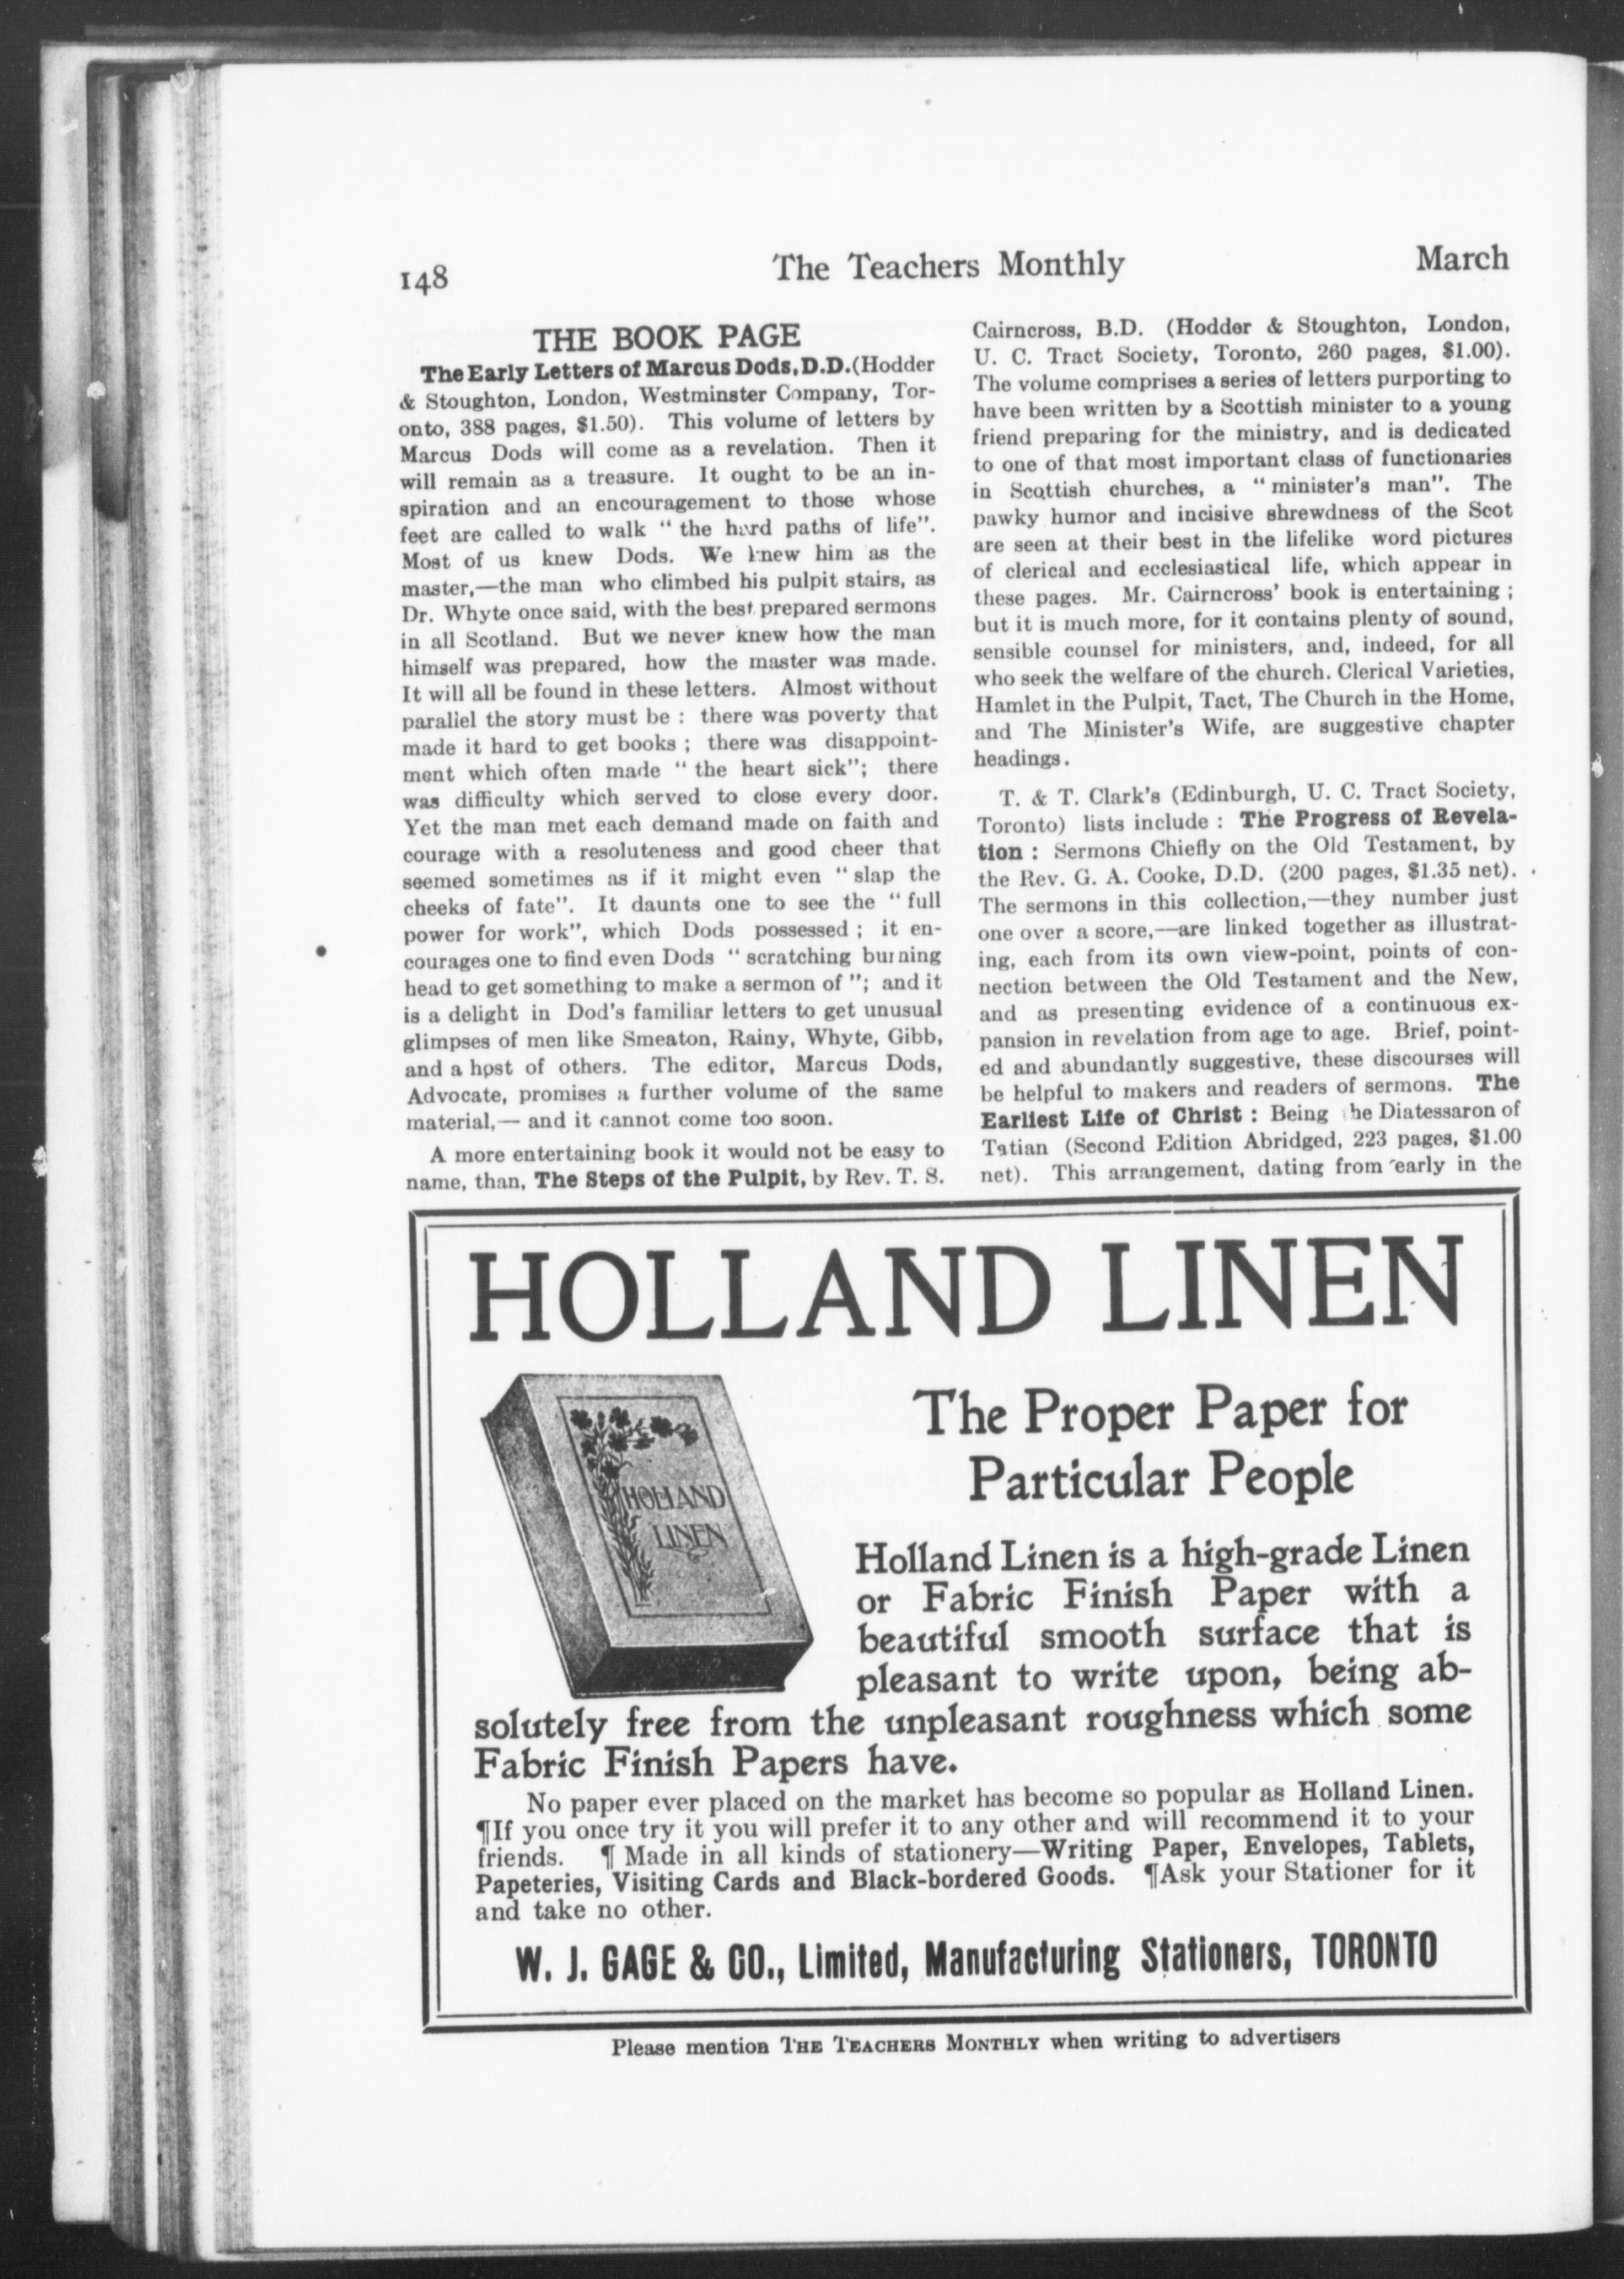 148
The Teachers Monthly
March
THE BOOK PAGE
The Early Letters of Marcus Dods, D.D. (Hodder
& Stoughton, London, Westminster Company, Tor-
onto, 388 pages, $1.50). This volume of letters by
Marcus Dods will come as a revelation. Then it
will remain as a treasure. It ought to be an in-
spiration and an encouragement to those whose
feet are called to walk "the hard paths of life".
Most of us knew Dods. We knew him as the
master,—the man who climbed his pulpit stairs, as
Dr. Whyte once said, with the best prepared sermons
in all Scotland. But we never knew how the man
himself was prepared, how the master was made.
It will all be found in these letters. Almost without
parallel the story must be : there was poverty that
made it hard to get books ; there was disappoint-
ment which often made "the heart sick"; there
was difficulty which served to close every door.
Yet the man met each demand made on faith and
courage with a resoluteness and good cheer that
seemed sometimes as if it might even "slap the
cheeks of fate". It daunts one to see the "full
power for work", which Dods possessed ; it en-
courages one to find even Dods "scratching burning
head to get something to make a sermon of"; and it
is a delight in Dod's familiar letters to get unusual
glimpses of men like Smeaton, Rainy, Whyte, Gibb,
and a host of others. The editor, Marcus Dods,
Advocate, promises a further volume of the same
material,— and it cannot come too soon.
A more entertaining book it would not be easy to
name, than, The Steps of the Pulpit, by Rev. T. S.
Cairncross, B.D. (Hodder & Stoughton, London,
U. C. Tract Society, Toronto, 260 pages, $1.00).
The volume comprises a series of letters purporting to
have been written by a Scottish minister to a young
friend preparing for the ministry, and is dedicated
to one of that most important class of functionaries
in Scottish churches, a "minister's man". The
pawky humor and incisive shrewdness of the Scot
are seen at their best in the lifelike word pictures
of clerical and ecclesiastical life, which appear in
these pages. Mr. Cairncross' book is entertaining ;
but it is much more, for it contains plenty of sound,
sensible counsel for ministers, and, indeed, for all
who seek the welfare of the church. Clerical Varieties,
Hamlet in the Pulpit, Tact, The Church in the Home,
and The Minister's Wife, are suggestive chapter
headings.
T. & T. Clark's (Edinburgh, U. C. Tract Society,
Toronto) lists include : The Progress of Revela-
tion : Sermons Chiefly on the Old Testament, by
the Rev. G. A. Cooke, D.D. (200 pages, $1.35 net).
The sermons in this collection,—they number just
one over a score,—are linked together as illustrat-
ing, each from its own view-point, points of con-
nection between the Old Testament and the New,
and as presenting evidence of a continuous ex-
pansion in revelation from age to age. Brief, point-
ed and abundantly suggestive, these discourses will
be helpful to makers and readers of sermons. The
Earliest Life of Christ : Being the Diatessaron of
Tatian (Second Edition Abridged, 223 pages, $1.00
net). This arrangement, dating from early in the
HOLLAND LINEN
HOLLAND
LINEN
The Proper Paper for
Particular People
Holland Linen is a high-grade Linen
or Fabric Finish Paper with a
beautiful smooth surface that is
pleasant to write upon, being ab-
solutely free from the unpleasant roughness which some
Fabric Finish Papers have.
No paper ever placed on the market has become so popular as Holland Linen.
¶If you once try it you will prefer it to any other and will recommend it to your
friends. ¶ Made in all kinds of stationery—Writing Paper, Envelopes, Tablets,
Papeteries, Visiting Cards and Black-bordered Goods. ¶Ask your Stationer for it
and take no other.
W. J. GAGE & CO., Limited, Manufacturing Stationers, TORONTO
Please mention THE TEACHERS MONTHLY when writing to advertisers